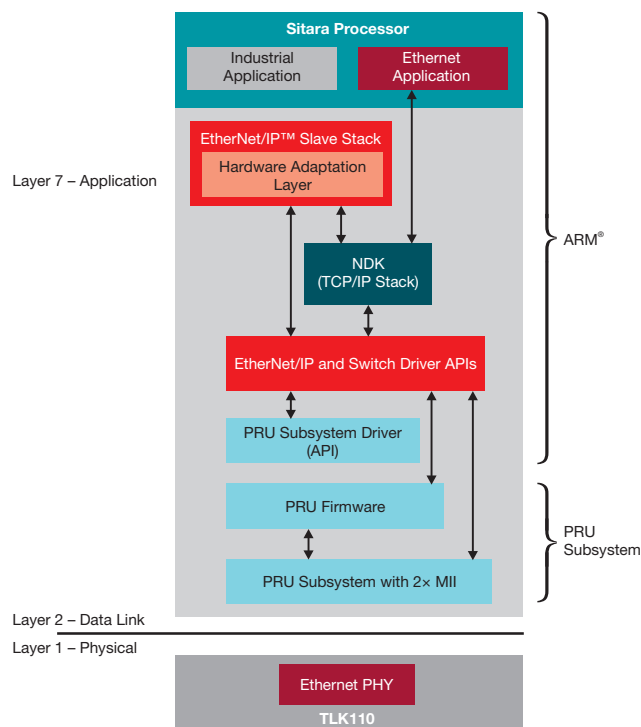 Sitara Processor
Industrial
Application
Ethernet
Application
EtherNet/IP™ Slave Stack
Hardware Adaptation
Layer
Layer 7 – Application
ARM®
NDK
(TCP/IP Stack)
EtherNet/IP and Switch Driver APIs
PRU Subsystem Driver
(API)
PRU Firmware
PRU
Subsystem
PRU Subsystem with 2× MII
Layer 2 – Data Link
Layer 1 – Physical
Ethernet PHY
TLK110